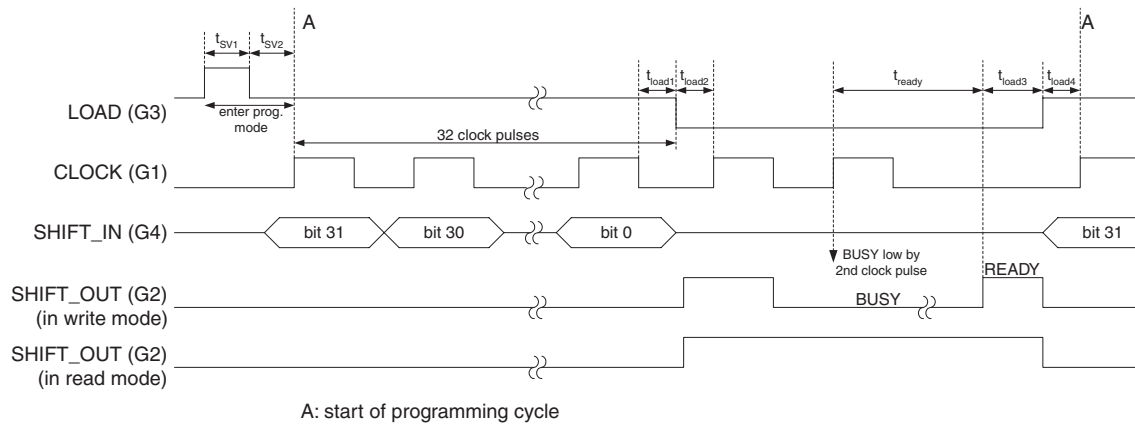 A
A
tSV1
tSV2
tload1
tload2
tready
tload3
tload4
LOAD (G3)
enter prog.
mode
32 clock pulses
CLOCK (G1)
SHIFT_IN (G4)
bit 31
bit 30
bit 0
bit 31
BUSY low by
2nd clock pulse
READY
SHIFT_OUT (G2)
(in write mode)
BUSY
SHIFT_OUT (G2)
(in read mode)
A: start of programming cycle